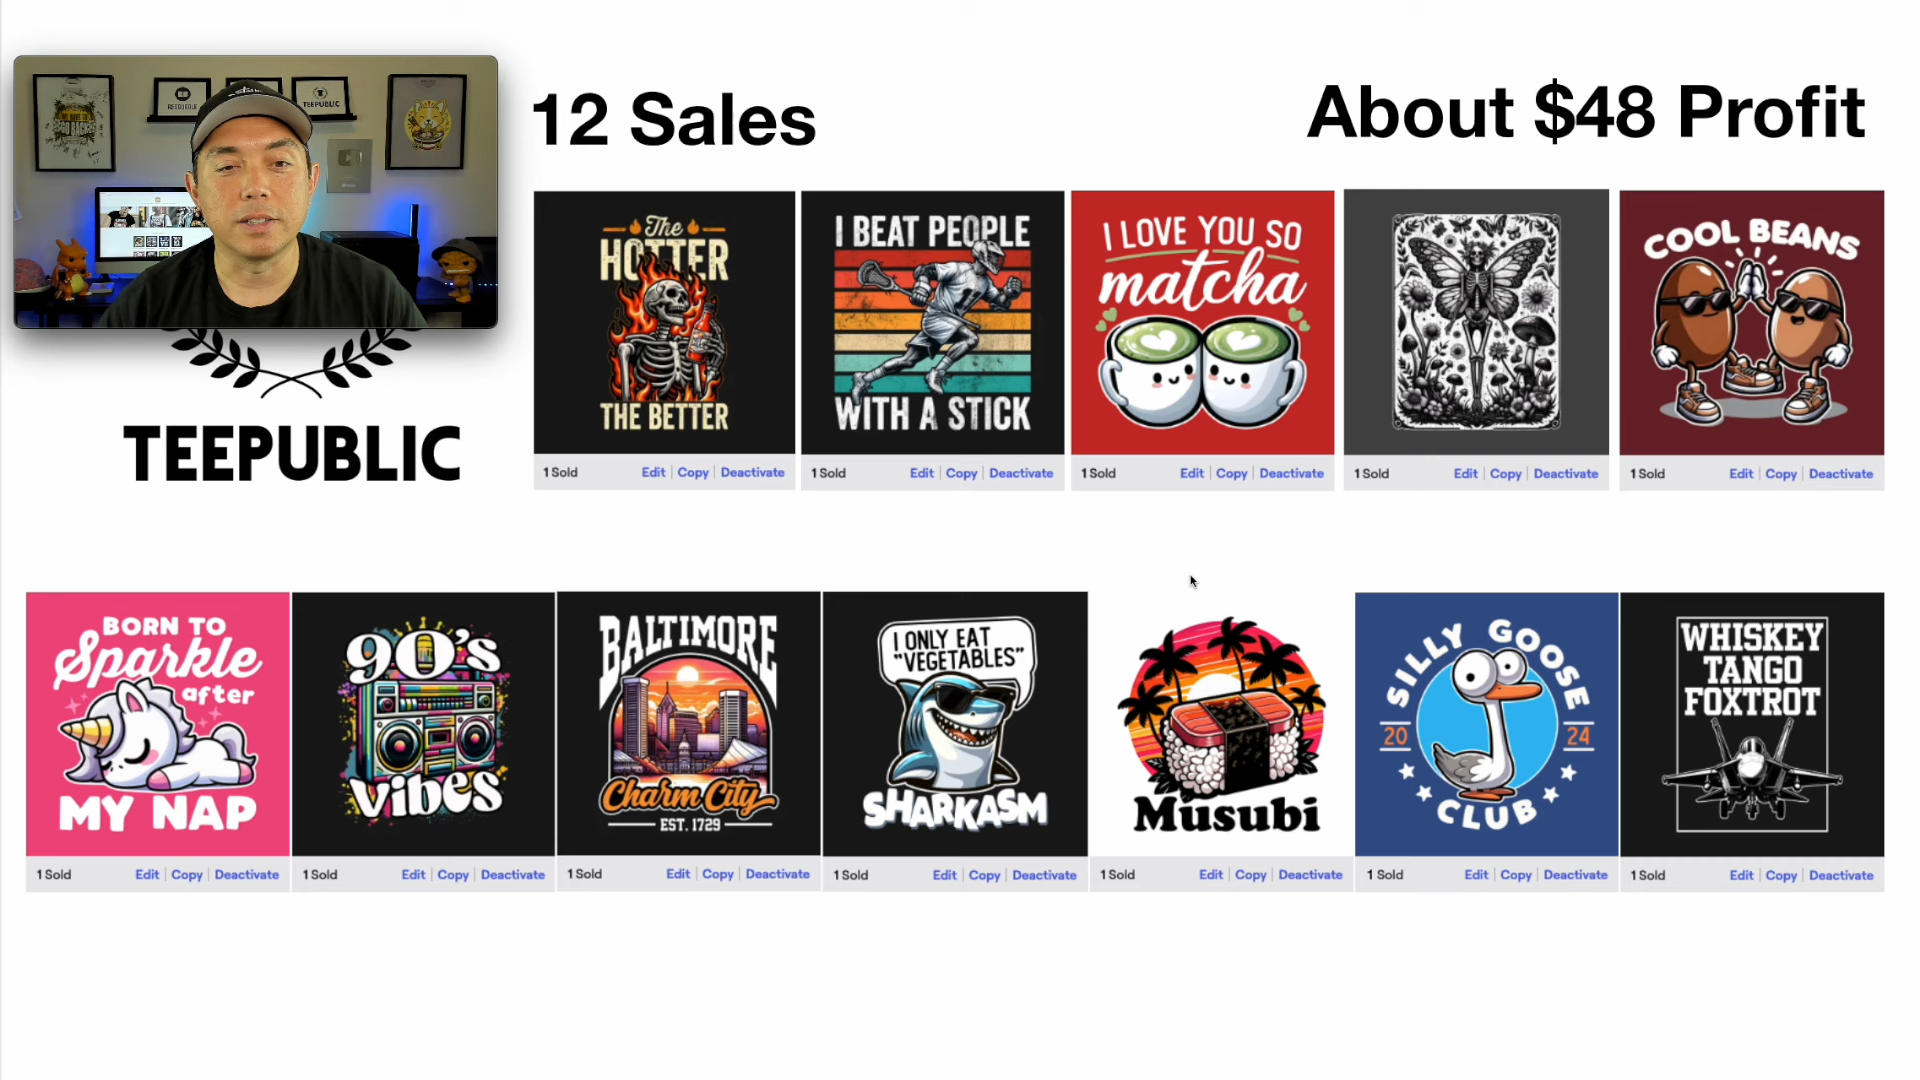 12 Sales
About $48 Profit
REDBUBBLE
TEEPUBLIC
TEEPUBLIC
The
HOTTER
THE BETTER
1 Sold
Edit | Copy | Deactivate
I BEAT PEOPLE
WITH A STICK
1 Sold
Edit | Copy | Deactivate
I LOVE YOU SO
matcha
1 Sold
Edit | Copy | Deactivate
1 Sold
Edit | Copy | Deactivate
COOL BEANS
1 Sold
Edit | Copy | Deactivate
BORN TO
Sparkle
after
MY NAP
1 Sold
Edit | Copy | Deactivate
90's
Vibes
1 Sold
Edit | Copy | Deactivate
BALTIMORE
Charm City
EST. 1729
1 Sold
Edit | Copy | Deactivate
I ONLY EAT
"VEGETABLES"
SHARKASM
1 Sold
Edit | Copy | Deactivate
Musubi
1 Sold
Edit | Copy | Deactivate
SILLY GOOSE
20 24
CLUB
1 Sold
Edit | Copy | Deactivate
WHISKEY
TANGO
FOXTROT
1 Sold
Edit | Copy | Deactivate